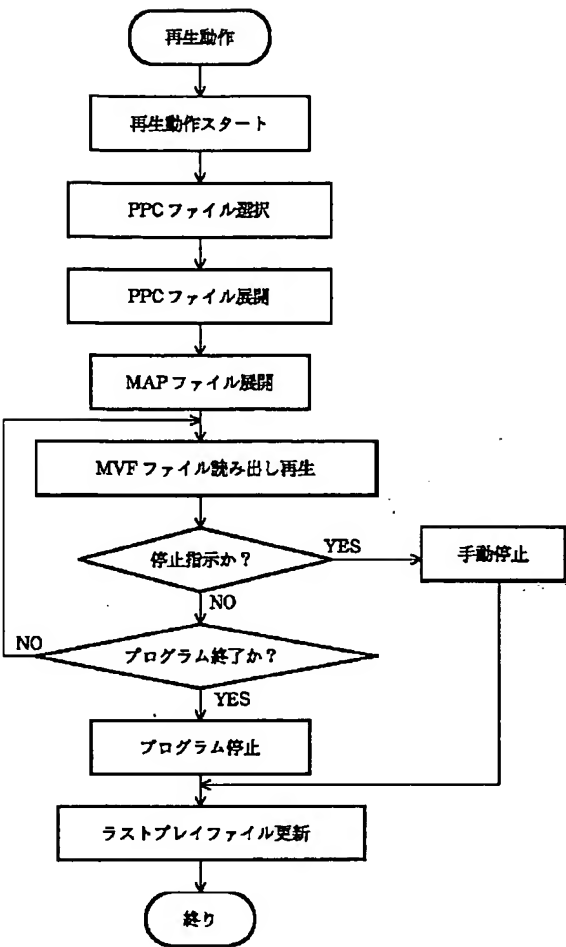 再生動作
再生動作スタート
PPCファイル選択
PPCファイル展開
MAPファイル展開
MVFファイル読み出し再生
停止指示か?
YES
手動停止
NO
NO
プログラム終了か?
YES
プログラム停止
ラストプレイファイル更新
終り